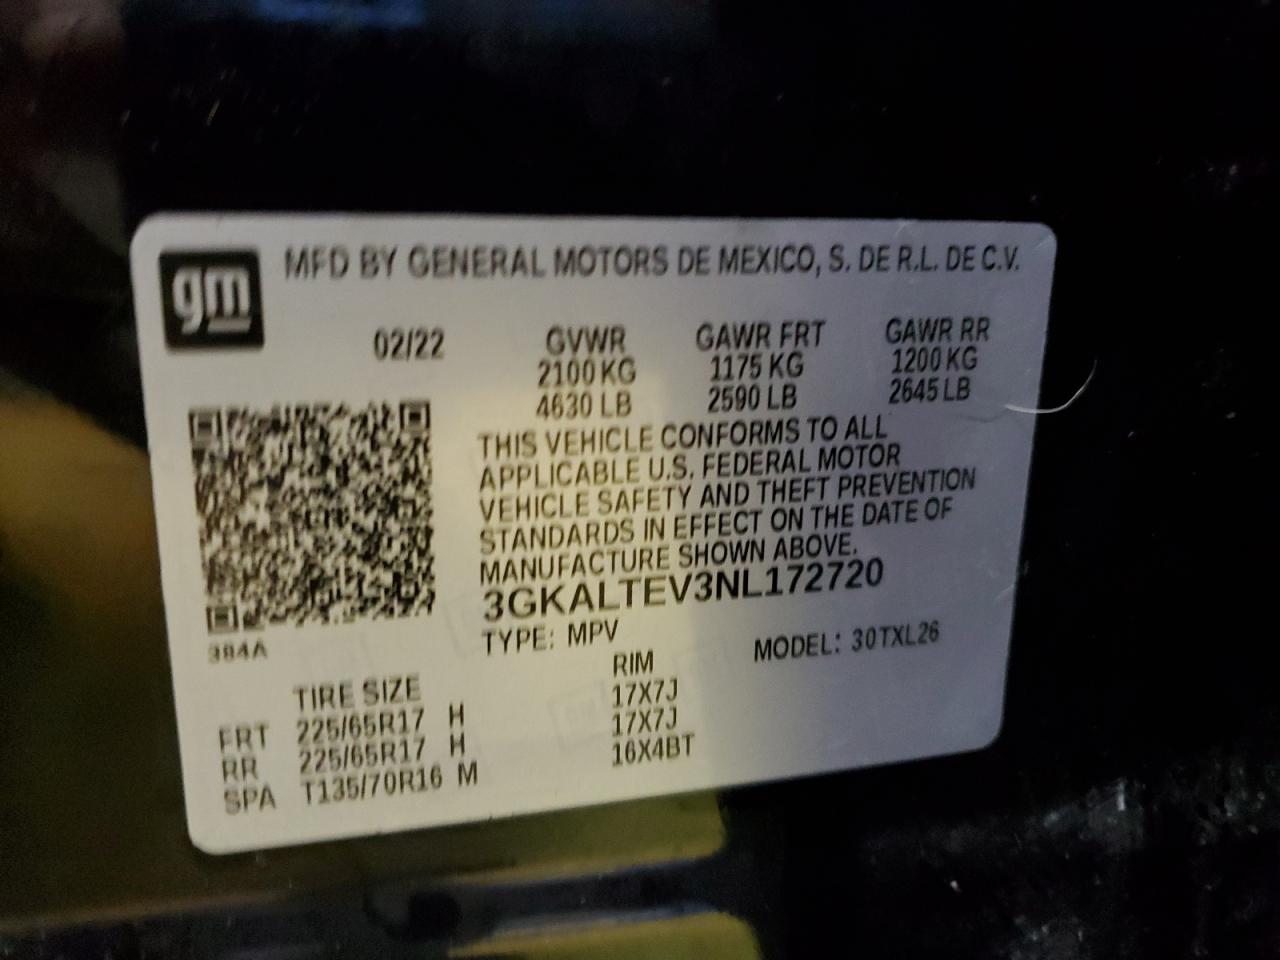 gm
MFD BY GENERAL MOTORS DE MEXICO, S. DE R.L. DE C.V.
02/22
GVWR
2100 KG
4630 LB
GAWR FRT
1175 KG
2590 LB
GAWR RR
1200 KG
2645 LB
THIS VEHICLE CONFORMS TO ALL
APPLICABLE U.S. FEDERAL MOTOR
VEHICLE SAFETY AND THEFT PREVENTION
STANDARDS IN EFFECT ON THE DATE OF
MANUFACTURE SHOWN ABOVE.
3GKALTEV3NL172720
TYPE: MPV MODEL: 30TXL26
384A
TIRE SIZE RIM
FRT 225/65R17 H 17X7J
RR 225/65R17 H 17X7J
SPA T135/70R16 M 16X4BT